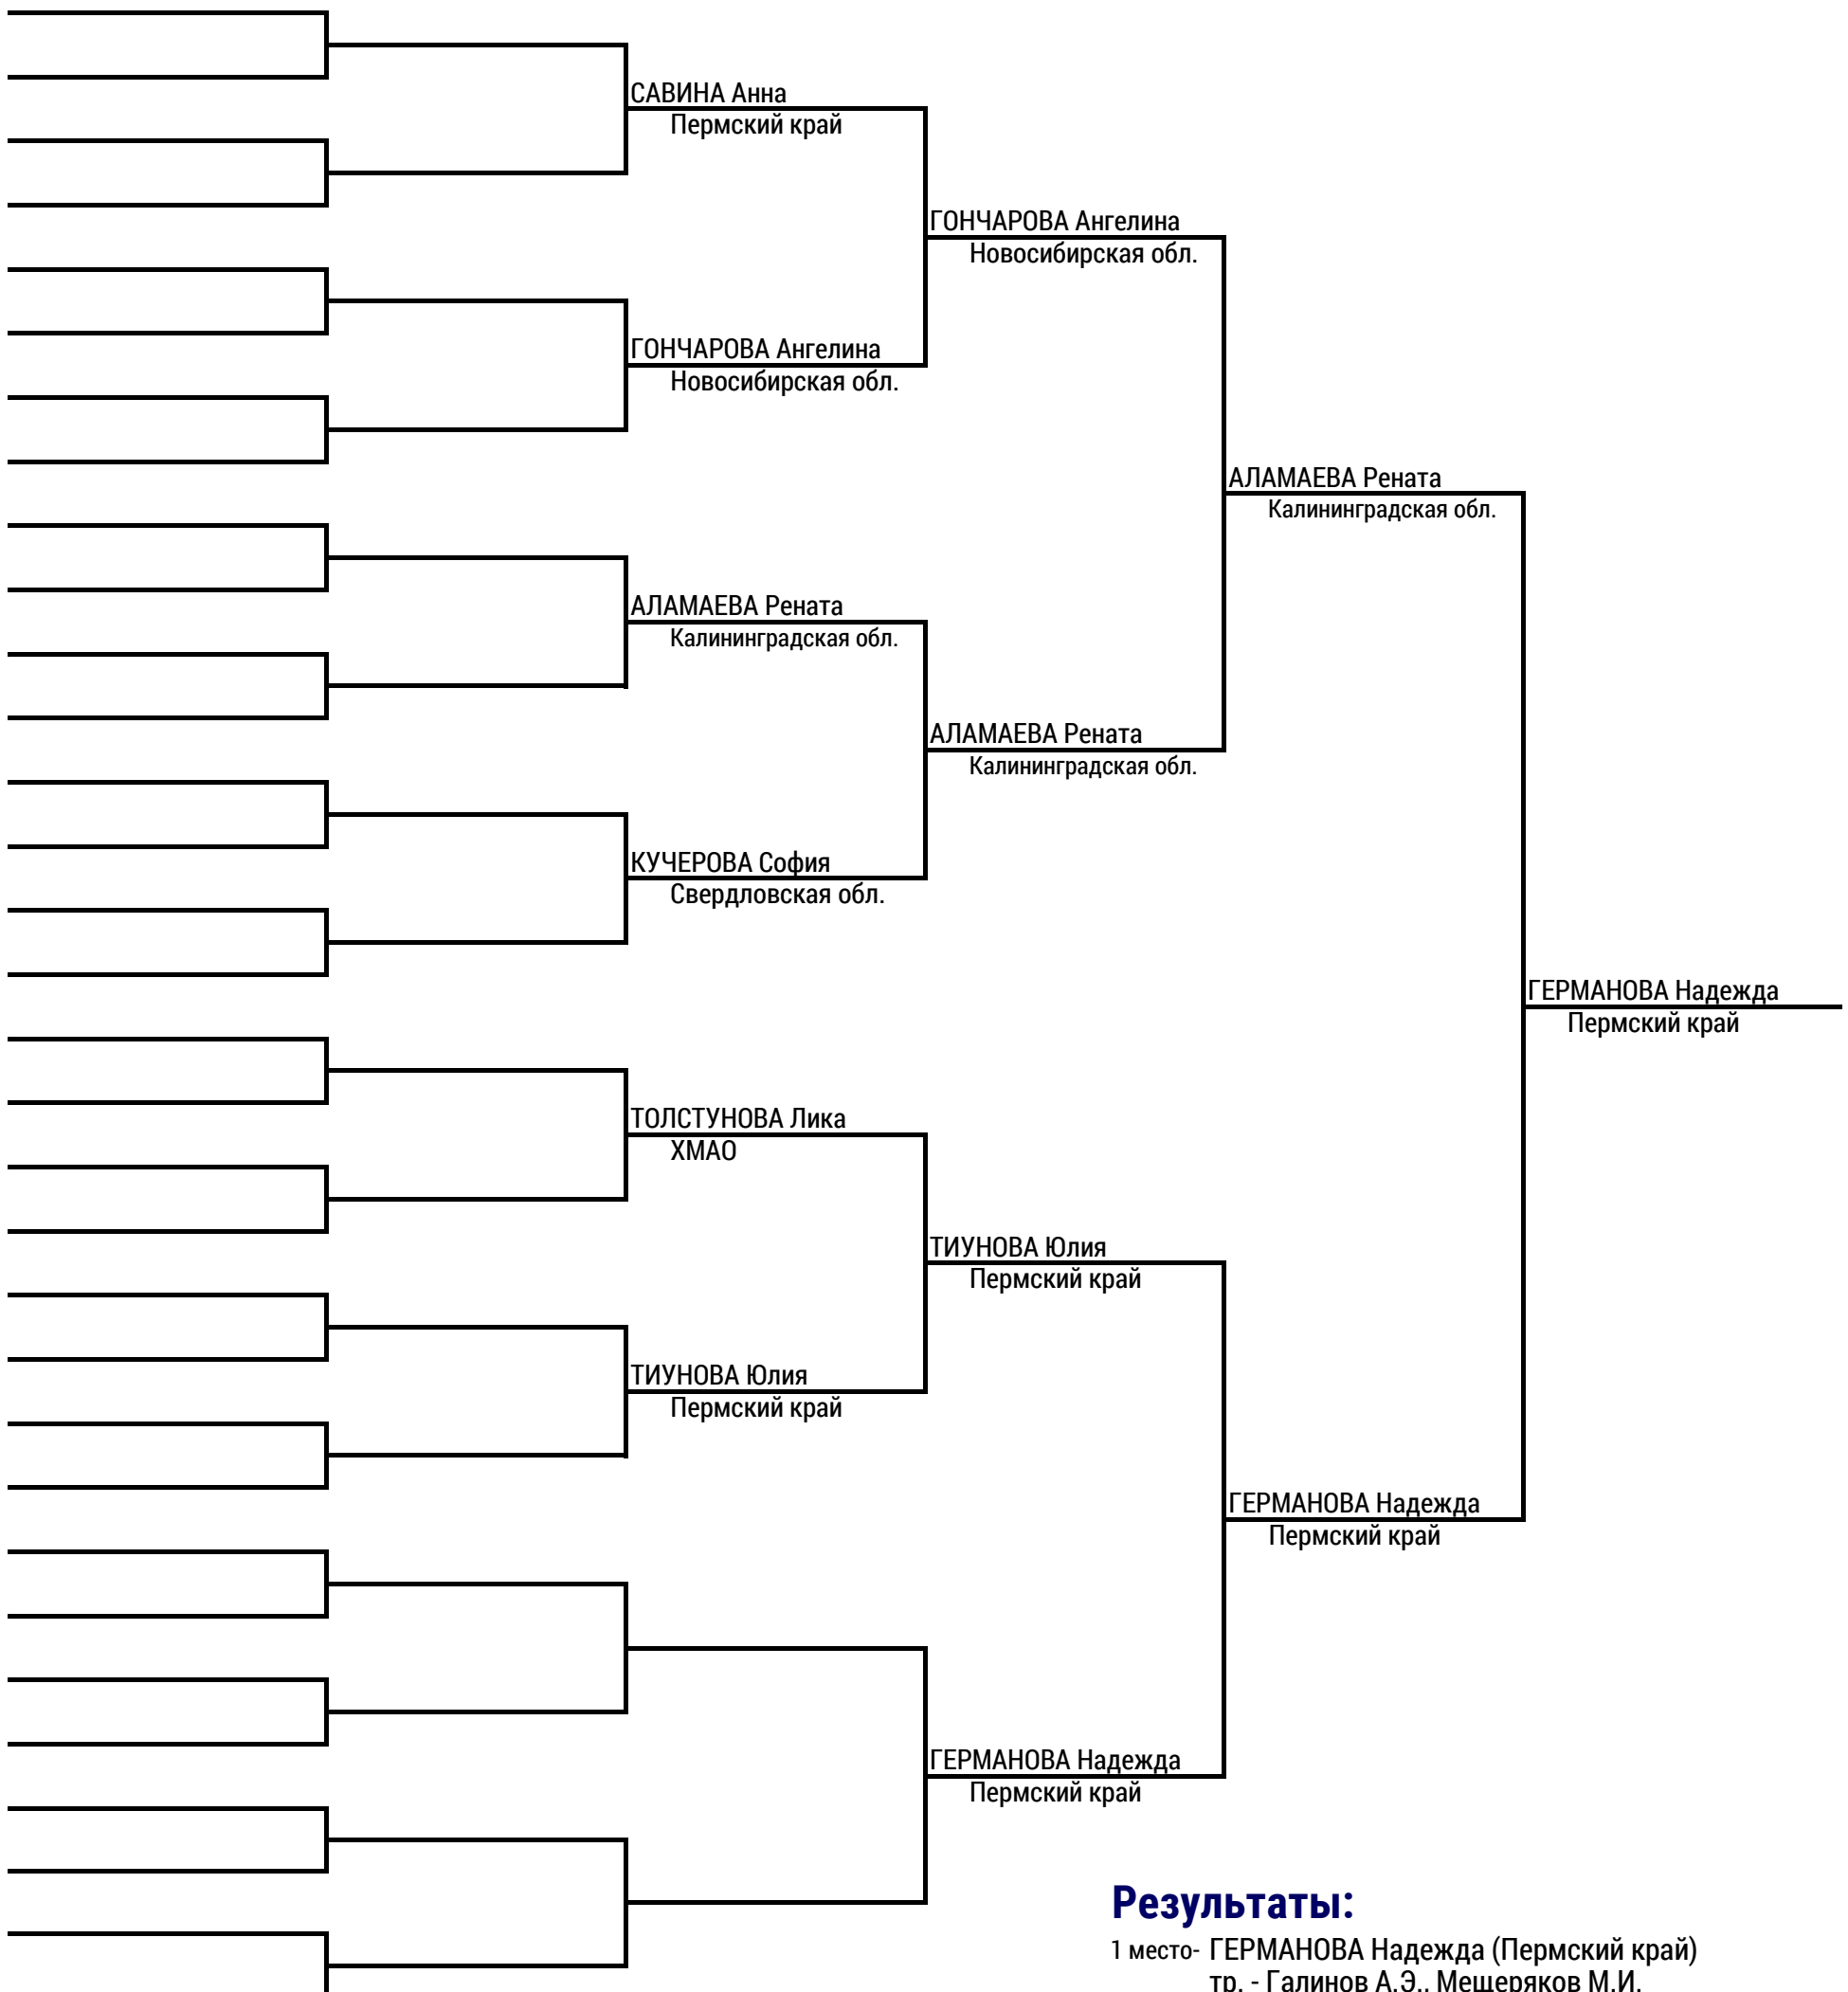 САВИНА Анна
Пермский край
ГОНЧАРОВА Ангелина
Новосибирская обл.
ГОНЧАРОВА Ангелина
Новосибирская обл.
АЛАМАЕВА Рената
Калининградская обл.
АЛАМАЕВА Рената
Калининградская обл.
АЛАМАЕВА Рената
Калининградская обл.
КУЧЕРОВА София
Свердловская обл.
ГЕРМАНОВА Надежда
Пермский край
ТОЛСТУНОВА Лика
ХМАО
ТИУНОВА Юлия
Пермский край
ТИУНОВА Юлия
Пермский край
ГЕРМАНОВА Надежда
Пермский край
ГЕРМАНОВА Надежда
Пермский край
Результаты:
1 место- ГЕРМАНОВА Надежда (Пермский край)
тр. - Галинов А.Э., Мещеряков М.И.